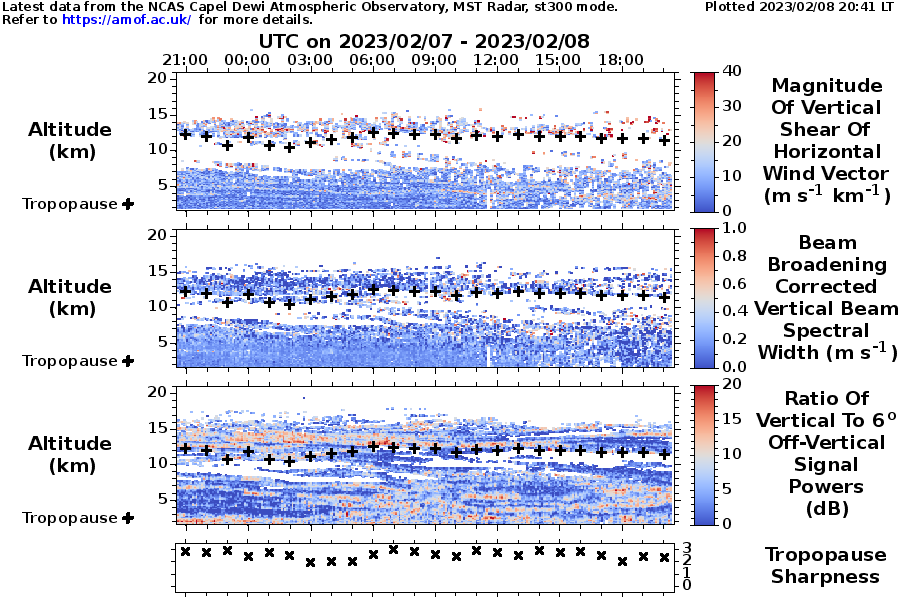 Latest data from the NCAS Capel Dewi Atmospheric Observatory, MST Radar, st300 mode.
Plotted 2023/02/08 20:41 LT
Refer to https://amof.ac.uk/ for more details.
UTC on 2023/02/07 - 2023/02/08
21:00 00:00 03:00 06:00 09:00 12:00 15:00 18:00
20
15
10
5
Altitude
(km)
Tropopause +
40
30
20
10
0
Magnitude
Of Vertical
Shear Of
Horizontal
Wind Vector
(m s-1 km-1)
20
15
10
5
Altitude
(km)
Tropopause +
1.0
0.8
0.6
0.4
0.2
0.0
Beam
Broadening
Corrected
Vertical Beam
Spectral
Width (m s-1)
20
15
10
5
Altitude
(km)
Tropopause +
20
15
10
5
0
Ratio Of
Vertical To 6o
Off-Vertical
Signal
Powers
(dB)
3
2
1
0
Tropopause
Sharpness